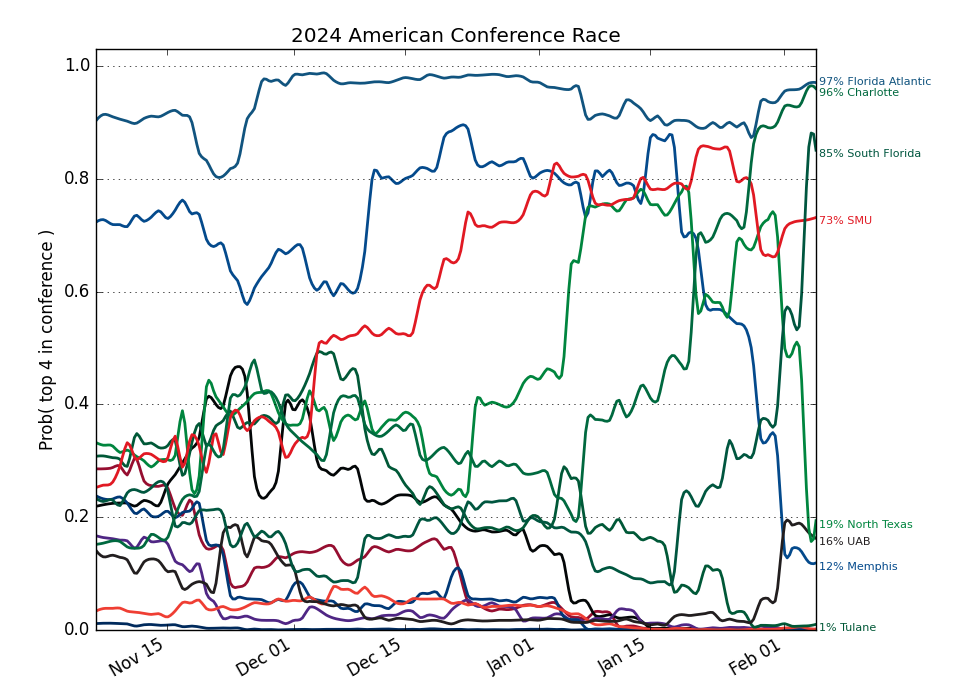 2024 American Conference Race
Prob( top 4 in conference )
1.0
0.8
0.6
0.4
0.2
0.0
Nov 15
Dec 01
Dec 15
Jan 01
Jan 15
Feb 01
97% Florida Atlantic
96% Charlotte
85% South Florida
73% SMU
19% North Texas
16% UAB
12% Memphis
1% Tulane